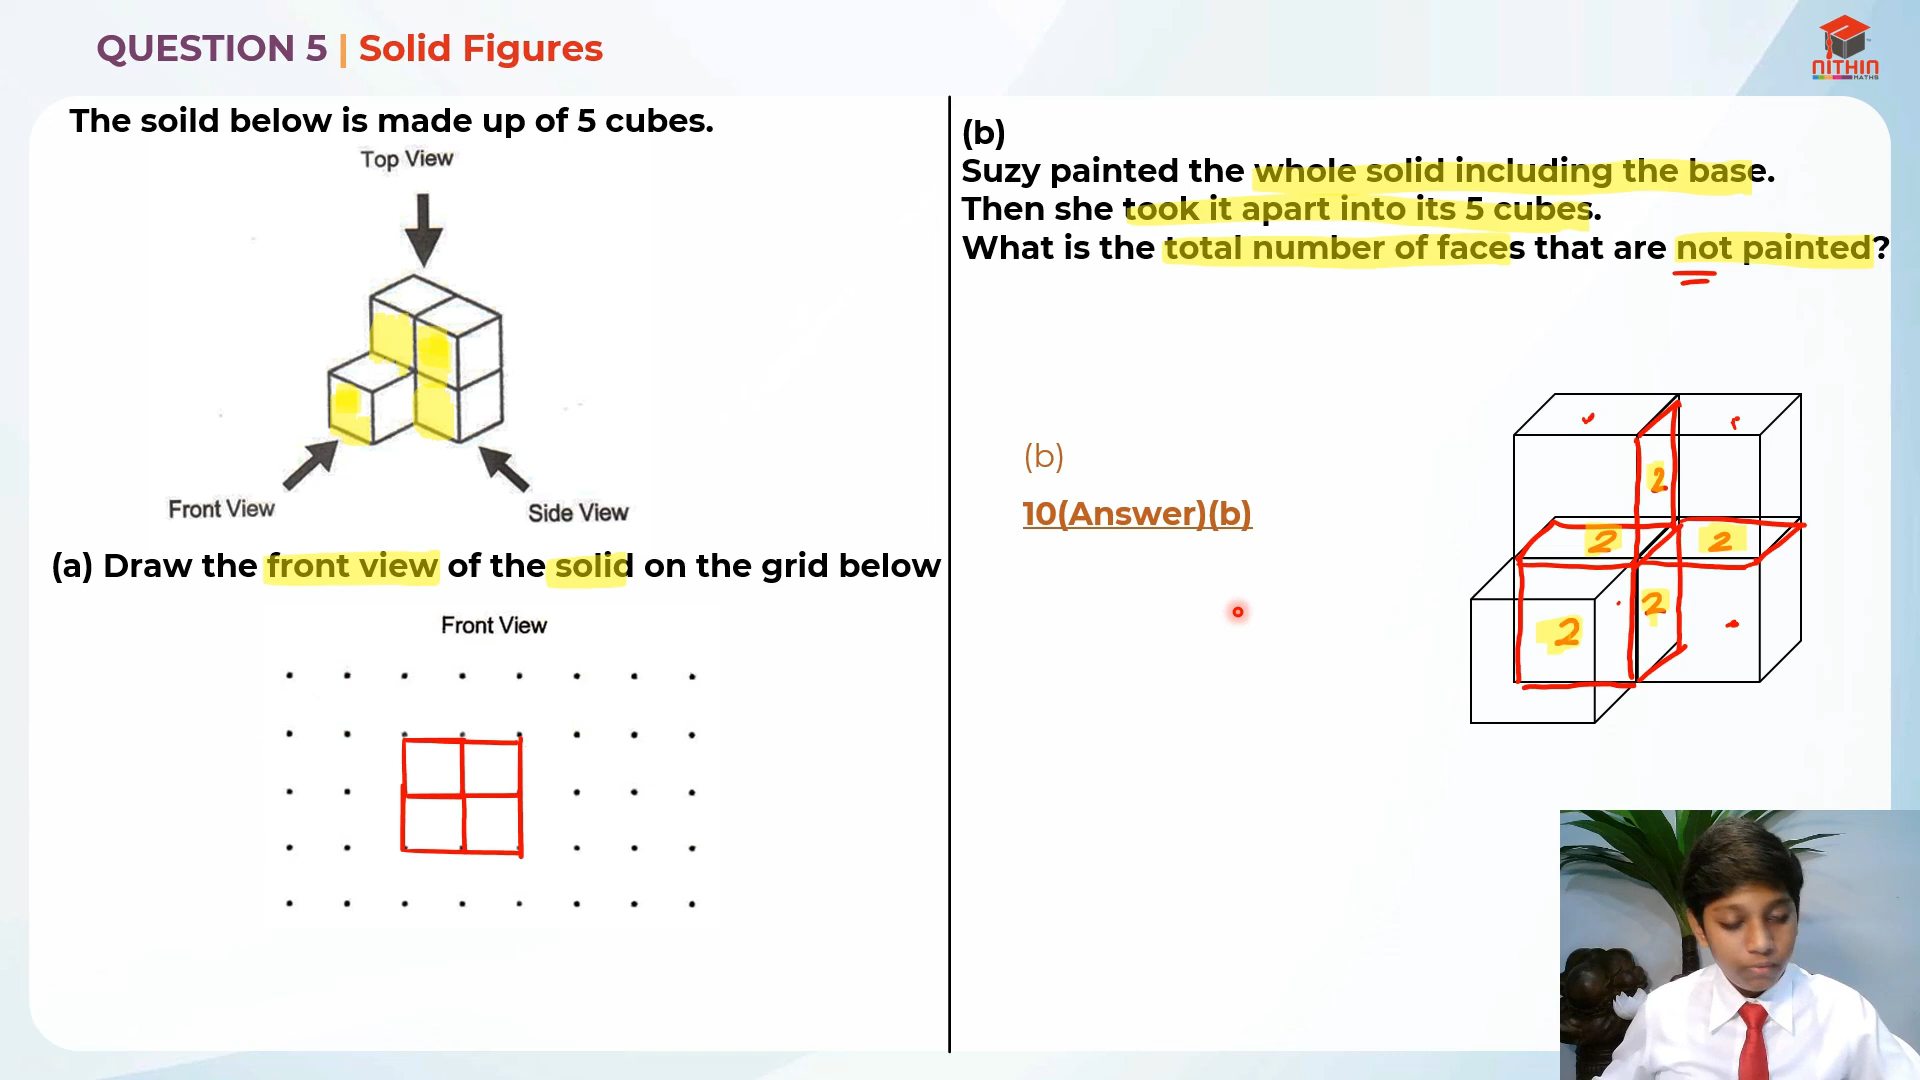 QUESTION 5 | Solid Figures
NITHIN
MATHS
The soild below is made up of 5 cubes.
Top View
Front View
Side View
(a) Draw the front view of the solid on the grid below
Front View
(b)
Suzy painted the whole solid including the base.
Then she took it apart into its 5 cubes.
What is the total number of faces that are not painted?
(b)
10(Answer)(b)
2
2 2
2 2